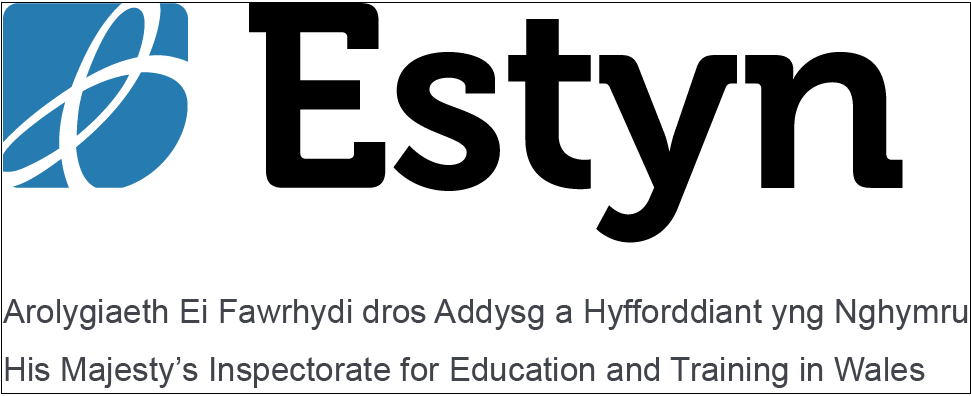 Estyn
Arolygiaeth Ei Fawrhydi dros Addysg a Hyfforddiant yng Nghymru
His Majesty’s Inspectorate for Education and Training in Wales